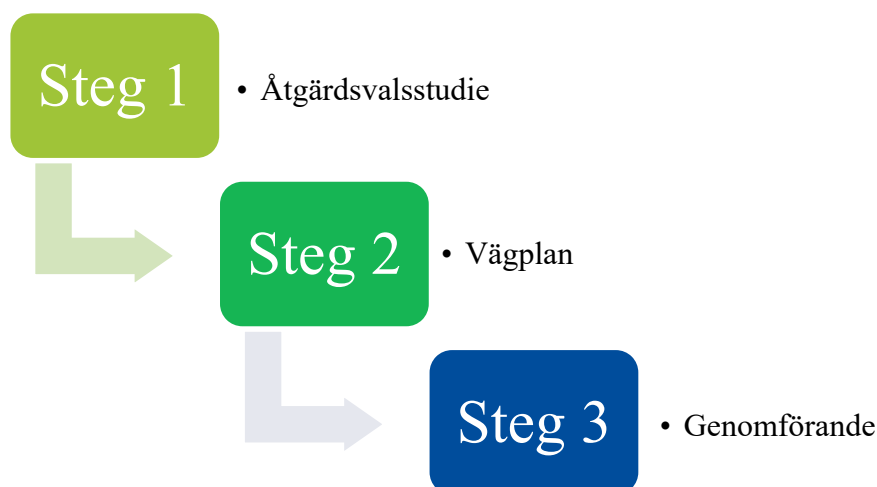 Steg 1
• Åtgärdsvalsstudie
Steg 2
• Vägplan
Steg 3
• Genomförande